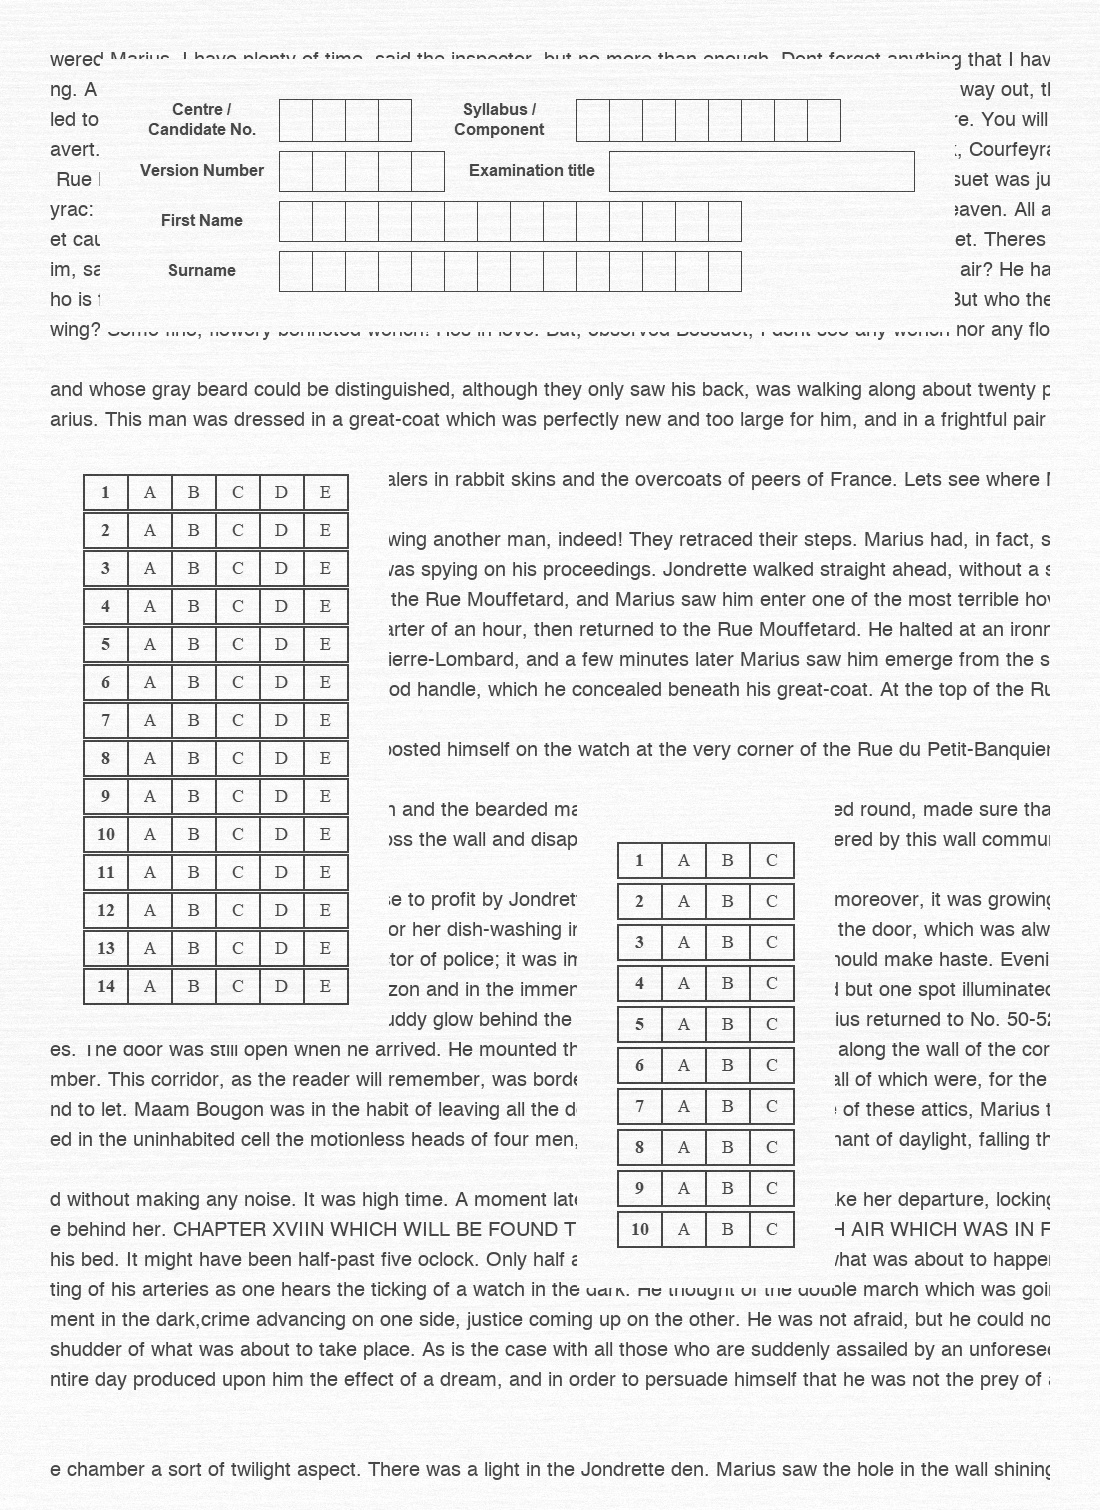 wered Marius. I have plenty of time, said the inspector, but no more than enough. Dont forget anything that I hav
ng. A way out, tl
led to re. You will
avert. Courfeyra
Rue suet was ju
yrac: eaven. All a
et cau et. Theres
im, sa air? He ha
ho is But who the
wing? Some fine, flowery bonneted wench! Hes in love. But, observed Bossuet, I dont see any wench nor any flo
Centre /
Candidate No.
Syllabus /
Component
Version Number
Examination title
First Name
Surname
and whose gray beard could be distinguished, although they only saw his back, was walking along about twenty p
arius. This man was dressed in a great-coat which was perfectly new and too large for him, and in a frightful pair
alers in rabbit skins and the overcoats of peers of France. Lets see where
wing another man, indeed! They retraced their steps. Marius had, in fact, s
was spying on his proceedings. Jondrette walked straight ahead, without a s
the Rue Mouffetard, and Marius saw him enter one of the most terrible hov
arter of an hour, then returned to the Rue Mouffetard. He halted at an ironm
ierre-Lombard, and a few minutes later Marius saw him emerge from the s
od handle, which he concealed beneath his great-coat. At the top of the Ru
posted himself on the watch at the very corner of the Rue du Petit-Banquier
n and the bearded ma ed round, made sure tha
oss the wall and disap ered by this wall commun
se to profit by Jondret moreover, it was growing
or her dish-washing in the door, which was alw
tor of police; it was im hould make haste. Eveni
zon and in the immen d but one spot illuminated
uddy glow behind the ius returned to No. 50-52
es. The door was still open when he arrived. He mounted th along the wall of the cor
mber. This corridor, as the reader will remember, was borde all of which were, for the
nd to let. Maam Bougon was in the habit of leaving all the d of these attics, Marius t
ed in the uninhabited cell the motionless heads of four men, nant of daylight, falling th
d without making any noise. It was high time. A moment late ke her departure, locking
e behind her. CHAPTER XVIIN WHICH WILL BE FOUND T H AIR WHICH WAS IN F
his bed. It might have been half-past five oclock. Only half a what was about to happen
ting of his arteries as one hears the ticking of a watch in the dark. He thought of the double march which was goin
ment in the dark,crime advancing on one side, justice coming up on the other. He was not afraid, but he could no
shudder of what was about to take place. As is the case with all those who are suddenly assailed by an unforesee
ntire day produced upon him the effect of a dream, and in order to persuade himself that he was not the prey of a
e chamber a sort of twilight aspect. There was a light in the Jondrette den. Marius saw the hole in the wall shining
1 A B C D E
2 A B C D E
3 A B C D E
4 A B C D E
5 A B C D E
6 A B C D E
7 A B C D E
8 A B C D E
9 A B C D E
10 A B C D E
11 A B C D E
12 A B C D E
13 A B C D E
14 A B C D E
1 A B C
2 A B C
3 A B C
4 A B C
5 A B C
6 A B C
7 A B C
8 A B C
9 A B C
10 A B C